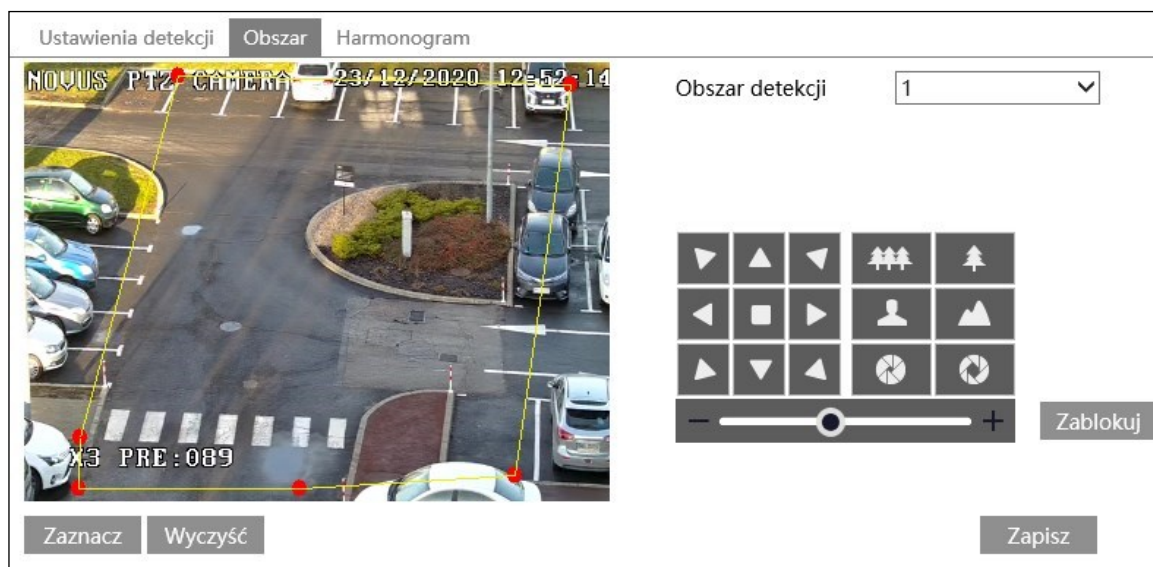 Ustawienia detekcji Obszar Harmonogram
NOVUS PTZ CAMERA 23/12/2020 12:52:14
Obszar detekcji 1
Zablokuj
X3 PRE:089
Zaznacz Wyczyść Zapisz